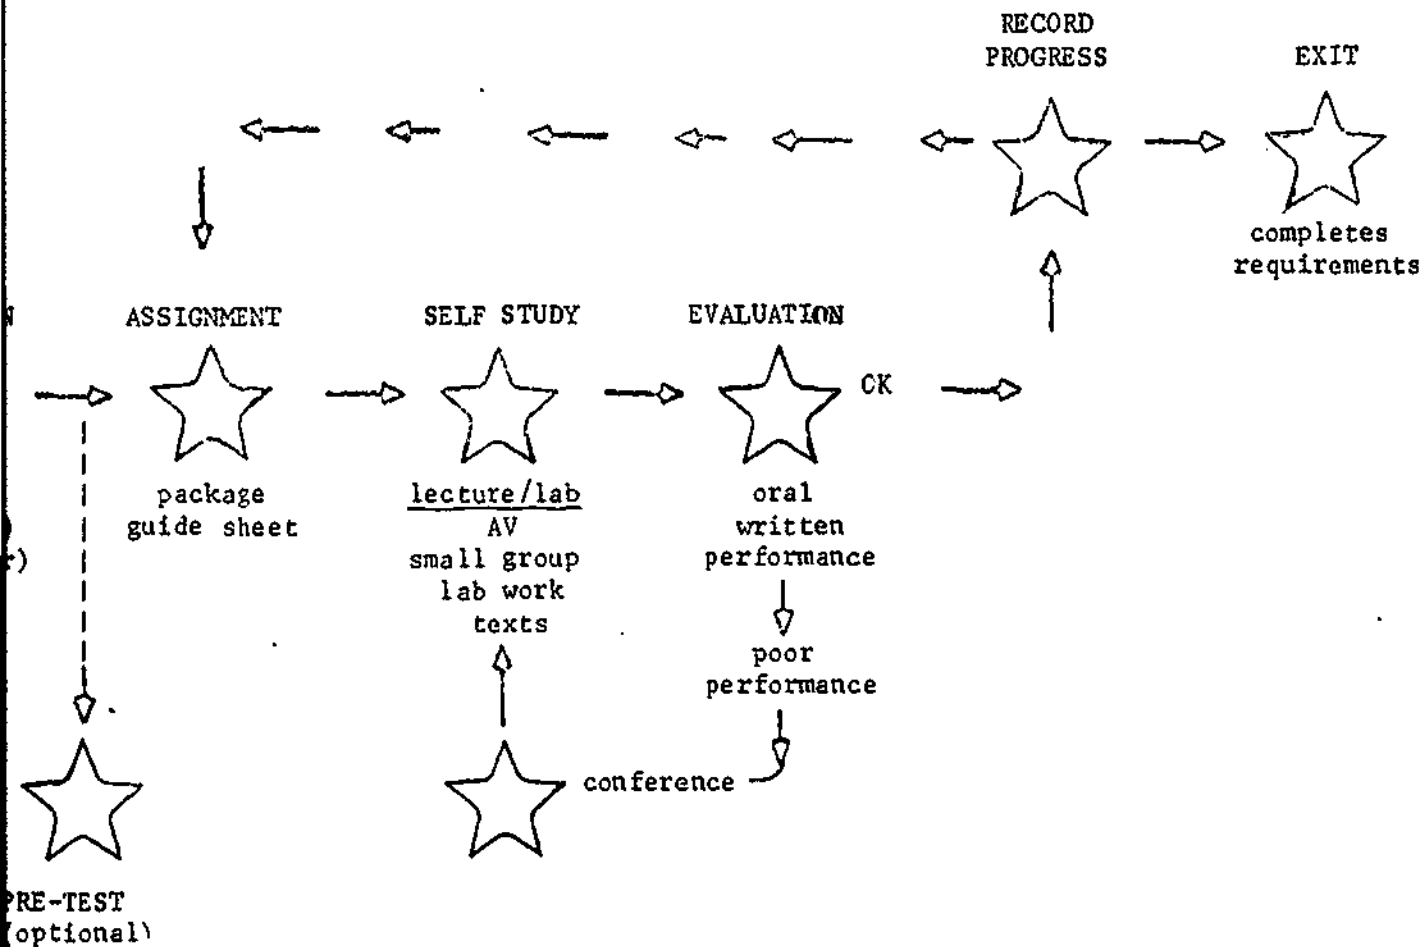 RECORD
PROGRESS
EXIT
completes
requirements
ASSIGNMENT
SELF STUDY
EVALUATION
OK
package
guide sheet
lecture/lab
AV
small group
lab work
texts
oral
written
performance
poor
performance
conference
PRE-TEST
(optional)